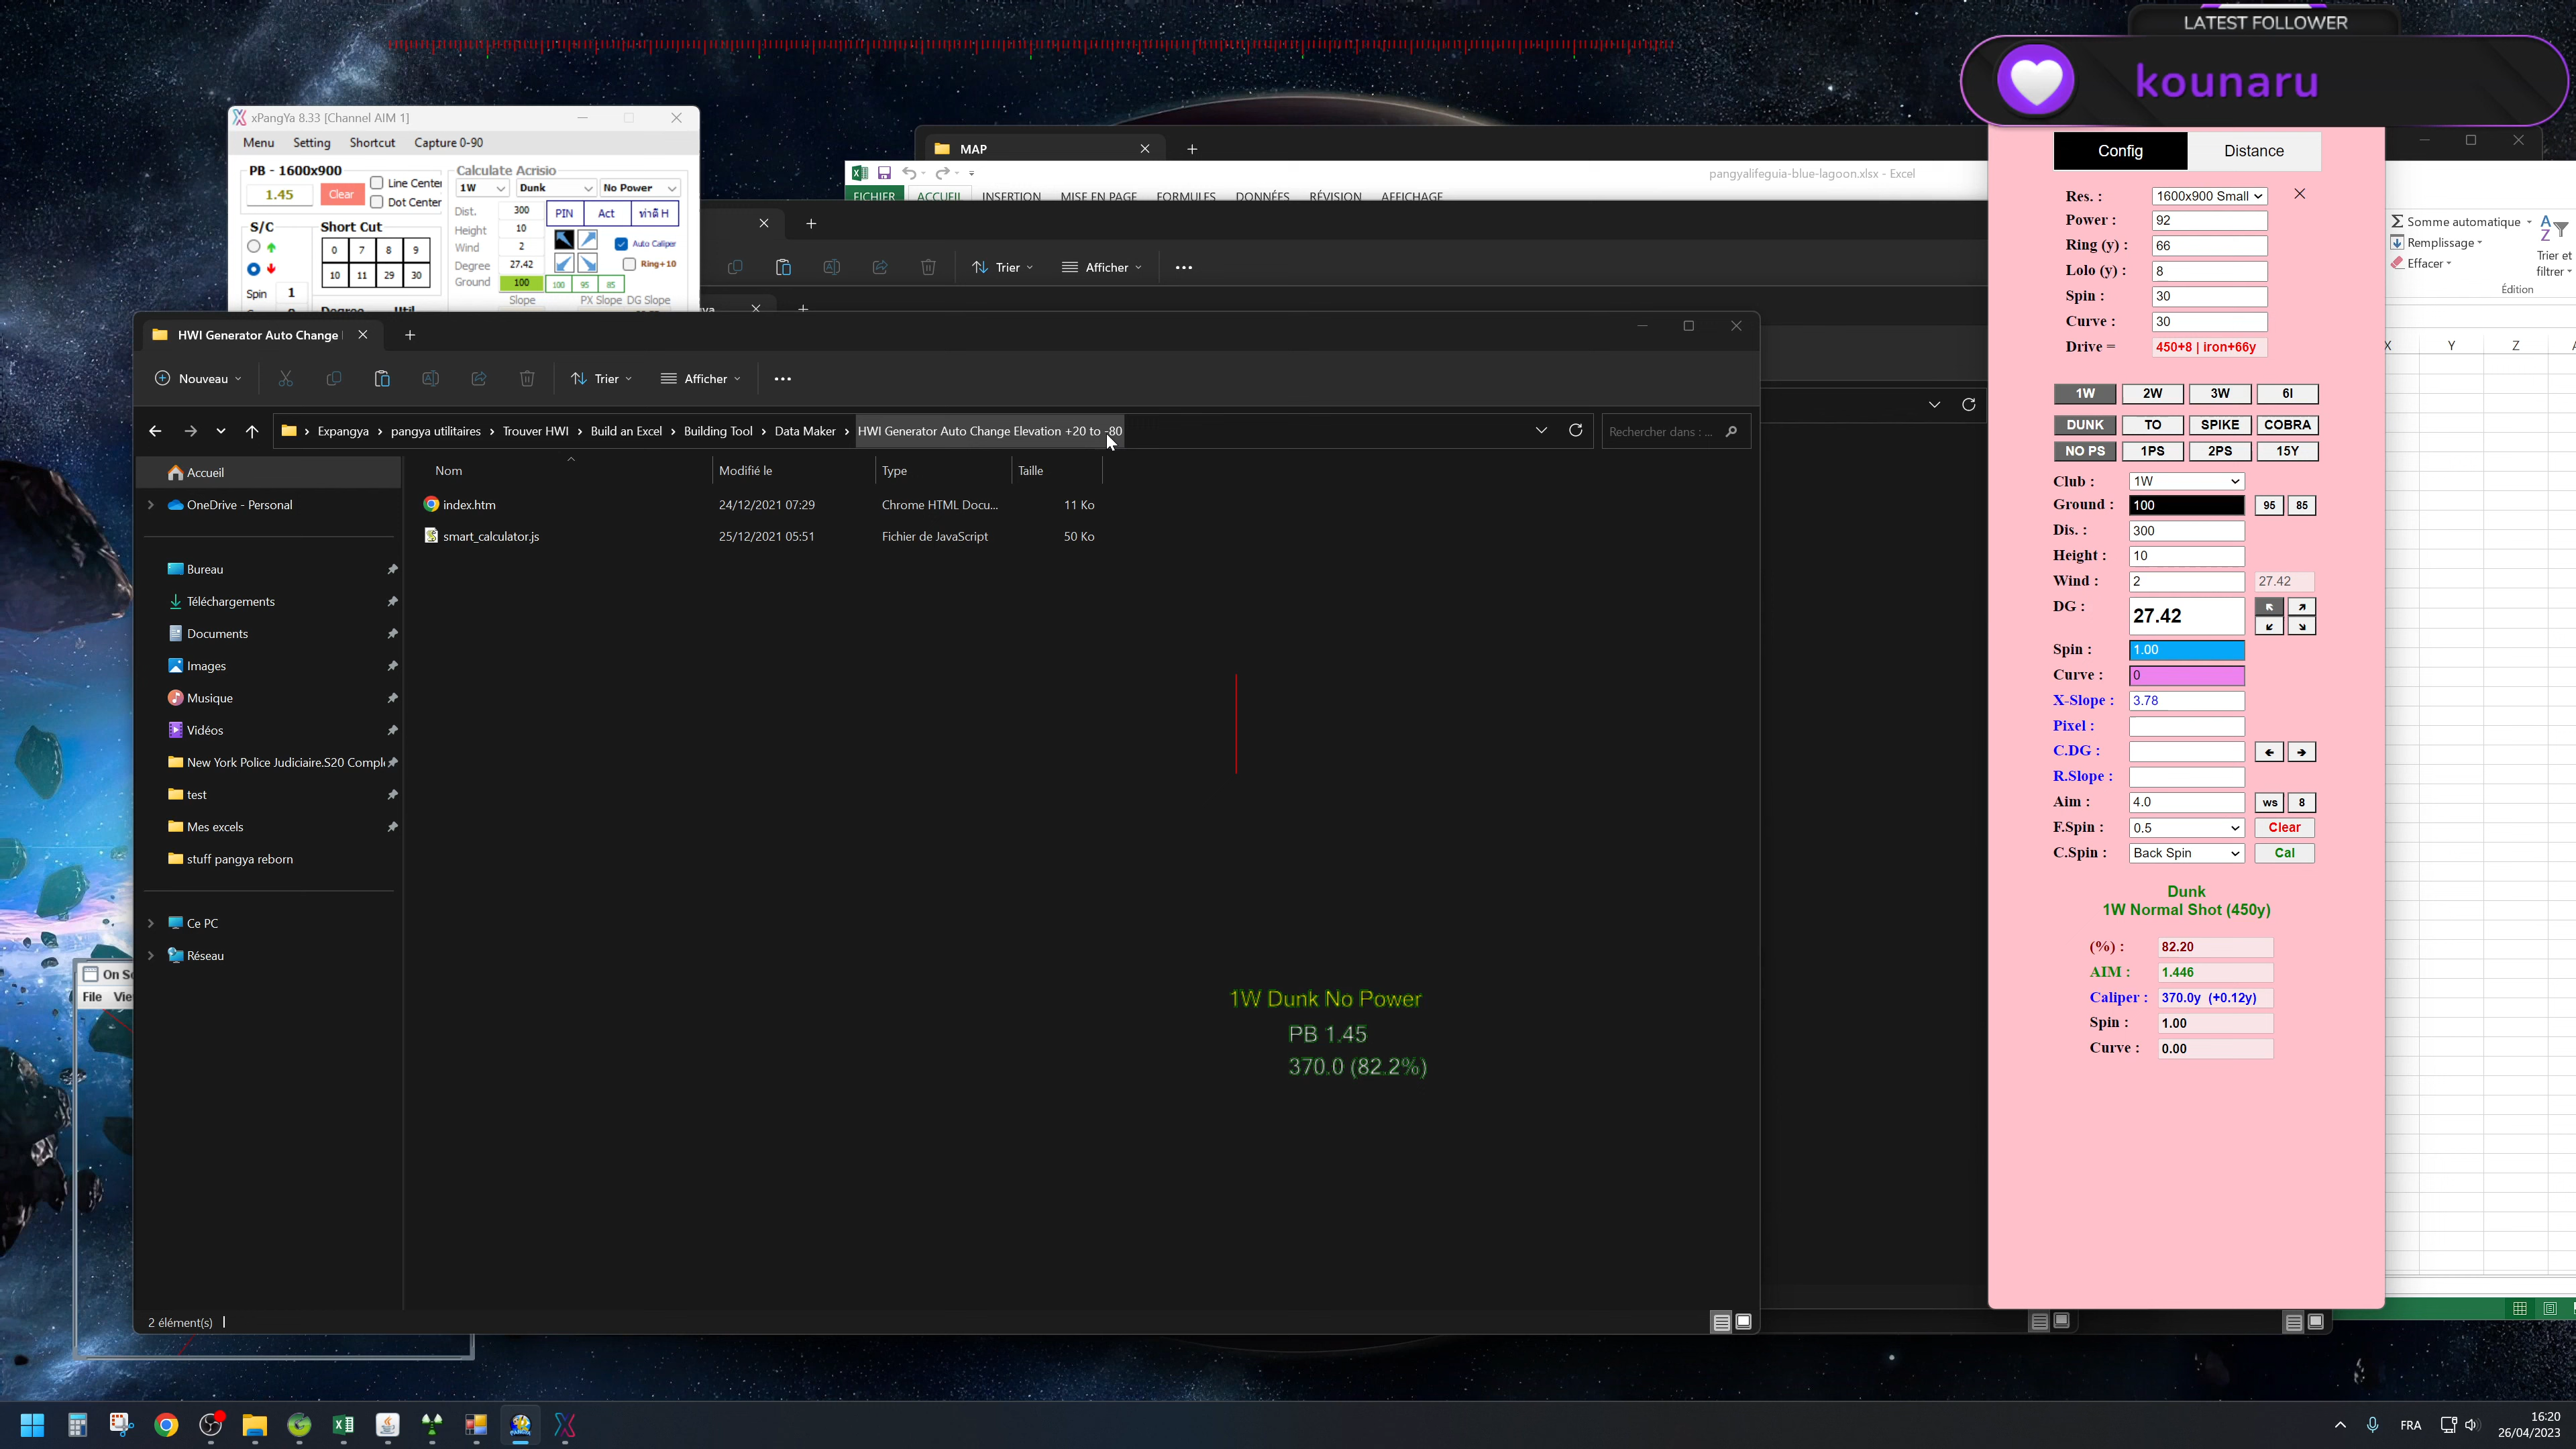 LATEST FOLLOWER
kounaru
xPangYa 8.33 [Channel AIM 1]
Menu Setting Shortcut Capture 0-90
PB - 1600x900
1.45 Clear
Line Center
Dot Center
S/C
Short Cut
0 7 8 9
10 11 29 30
Spin 1
Calculate Acrisio
1W Dunk No Power
Dist. 300 PIN Act ท่าตี H
Height 10
Wind 2 Auto Caliper
Degree 27.42 Ring+10
Ground 100 100 95 85
Slope PX Slope DG Slope
MAP
pangyalifeguia-blue-lagoon.xlsx - Excel
FICHIER ACCUEIL INSERTION MISE EN PAGE FORMULES DONNÉES RÉVISION AFFICHAGE
Trier Afficher
Somme automatique
Remplissage
Effacer
Trier et
filtrer
Édition
X Y Z
HWI Generator Auto Change
Nouveau Trier Afficher
Expangya pangya utilitaires Trouver HWI Build an Excel Building Tool Data Maker HWI Generator Auto Change Elevation +20 to -80
Rechercher dans : ...
Nom Modifié le Type Taille
index.htm 24/12/2021 07:29 Chrome HTML Docu... 11 Ko
smart_calculator.js 25/12/2021 05:51 Fichier de JavaScript 50 Ko
Accueil
OneDrive - Personal
Bureau
Téléchargements
Documents
Images
Musique
Vidéos
New York Police Judiciaire.S20 Compl
test
Mes excels
stuff pangya reborn
Ce PC
Réseau
2 élément(s)
On Sc
File Vie
1W Dunk No Power
PB 1.45
370.0 (82.2%)
Config Distance
Res. : 1600x900 Small
Power : 92
Ring (y) : 66
Lolo (y) : 8
Spin : 30
Curve : 30
Drive = 450+8 | iron+66y
1W 2W 3W 6I
DUNK TO SPIKE COBRA
NO PS 1PS 2PS 15Y
Club : 1W
Ground : 100 95 85
Dis. : 300
Height : 10
Wind : 2 27.42
DG : 27.42
Spin : 1.00
Curve : 0
X-Slope : 3.78
Pixel :
C.DG :
R.Slope :
Aim : 4.0 ws 8
F.Spin : 0.5 Clear
C.Spin : Back Spin Cal
Dunk
1W Normal Shot (450y)
(%) : 82.20
AIM : 1.446
Caliper : 370.0y (+0.12y)
Spin : 1.00
Curve : 0.00
FRA
16:20
26/04/2023